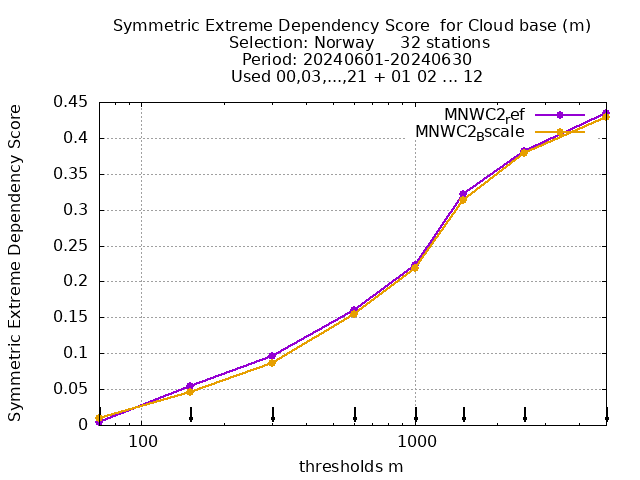 Symmetric Extreme Dependency Score  for Cloud base (m)
Selection: Norway     32 stations
Period: 20240601-20240630
Used 00,03,...,21 + 01 02 ... 12
MNWC2_ref
MNWC2_Bscale
Symmetric Extreme Dependency Score
0.45
0.4
0.35
0.3
0.25
0.2
0.15
0.1
0.05
0
100
1000
thresholds m